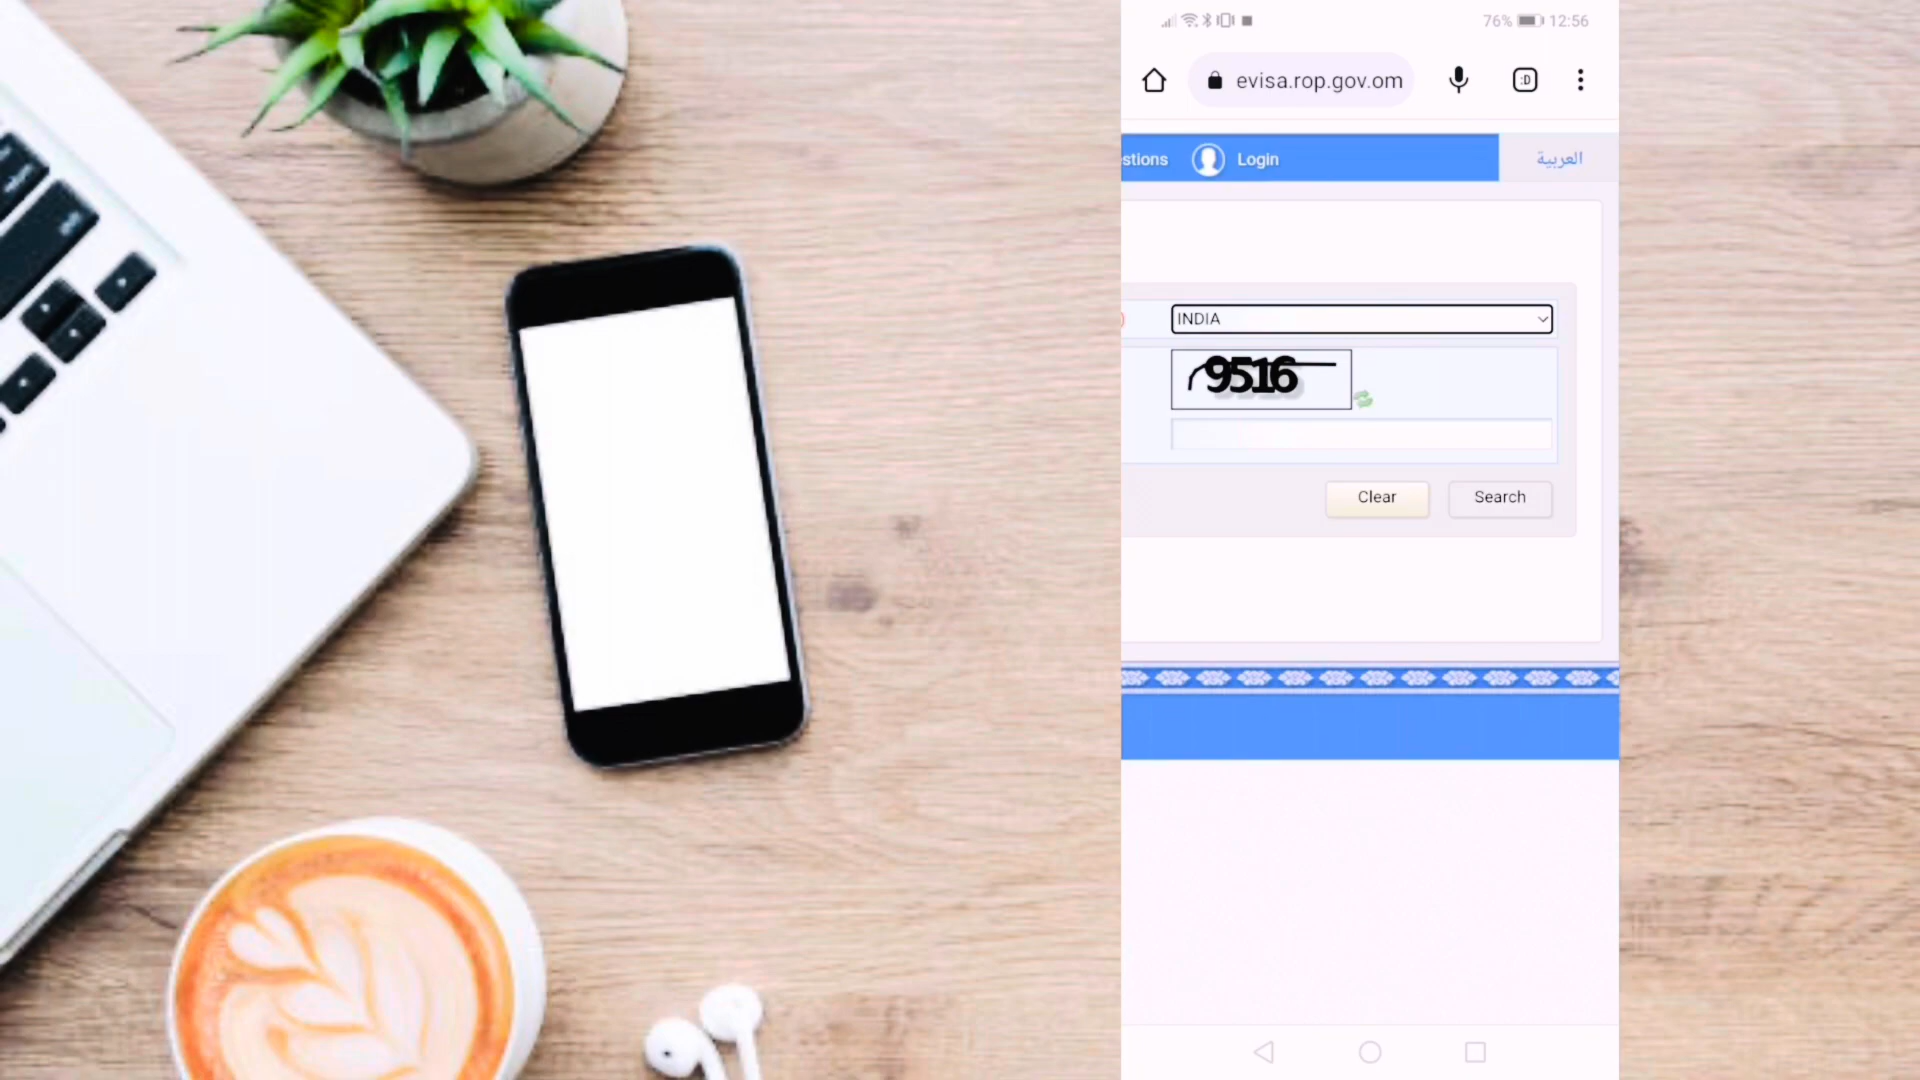 76% 12:56
evisa.rop.gov.om
:D
stions
Login
العربية
INDIA
9516
Clear
Search